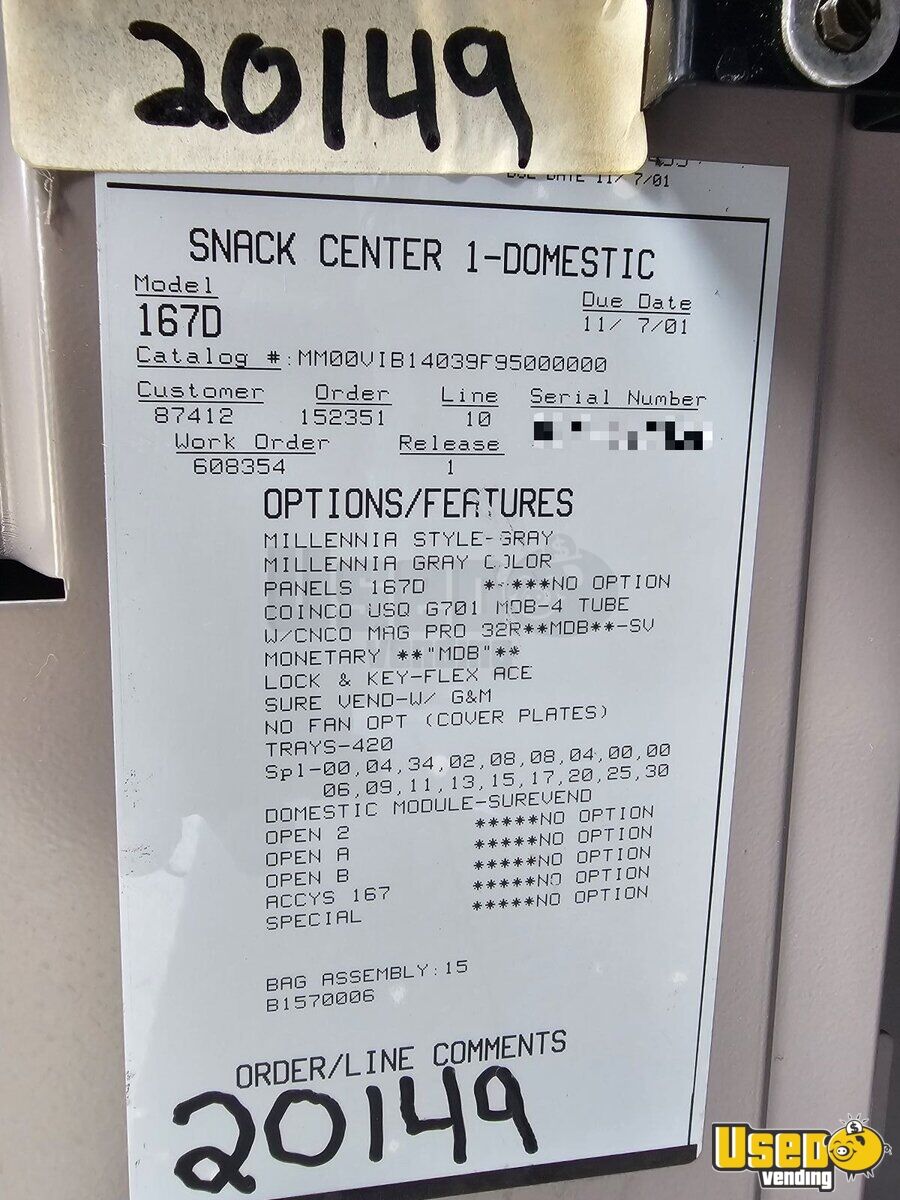 20149
DUE DATE 11/ 7/01
SNACK CENTER 1-DOMESTIC
Model
167D
Due Date
11/ 7/01
Catalog #:MM00VIB14039F95000000
Customer Order Line Serial Number
87412 152351 10
Work Order Release
608354 1
OPTIONS/FEATURES
MILLENNIA STYLE-GRAY
MILLENNIA GRAY COLOR
PANELS 167D *****NO OPTION
COINCO USQ G701 MDB-4 TUBE
W/CNCO MAG PRO 32R**MDB**-SV
MONETARY **"MDB"**
LOCK & KEY-FLEX ACE
SURE VEND-W/ G&M
NO FAN OPT (COVER PLATES)
TRAYS-420
Spl-00,04,34,02,08,08,04,00,00
06,09,11,13,15,17,20,25,30
DOMESTIC MODULE-SUREVEND
OPEN 2 *****NO OPTION
OPEN A *****NO OPTION
OPEN B *****NO OPTION
ACCYS 167 *****NO OPTION
SPECIAL *****NO OPTION
BAG ASSEMBLY:15
B1570006
ORDER/LINE COMMENTS
20149
Used vending